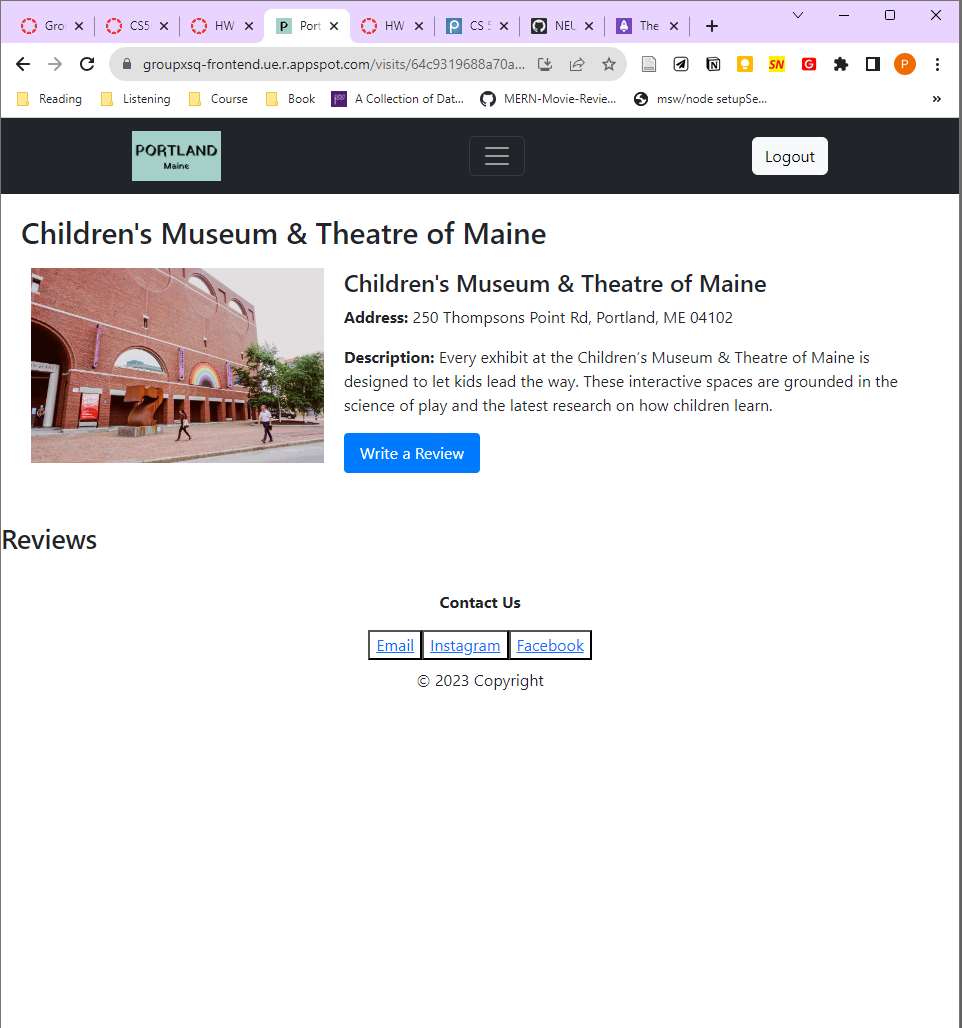 Gro
CS5
HW
Port
HW
CS 5
NEU
The
groupxsq-frontend.ue.r.appspot.com/visits/64c9319688a70a...
SN
P
Reading
Listening
Course
Book
A Collection of Dat...
MERN-Movie-Revie...
msw/node setupSe...
»
PORTLAND
Maine
Logout
Children's Museum & Theatre of Maine
Children's Museum & Theatre of Maine
Address: 250 Thompsons Point Rd, Portland, ME 04102
Description: Every exhibit at the Children’s Museum & Theatre of Maine is
designed to let kids lead the way. These interactive spaces are grounded in the
science of play and the latest research on how children learn.
Write a Review
Reviews
Contact Us
Email Instagram Facebook
© 2023 Copyright